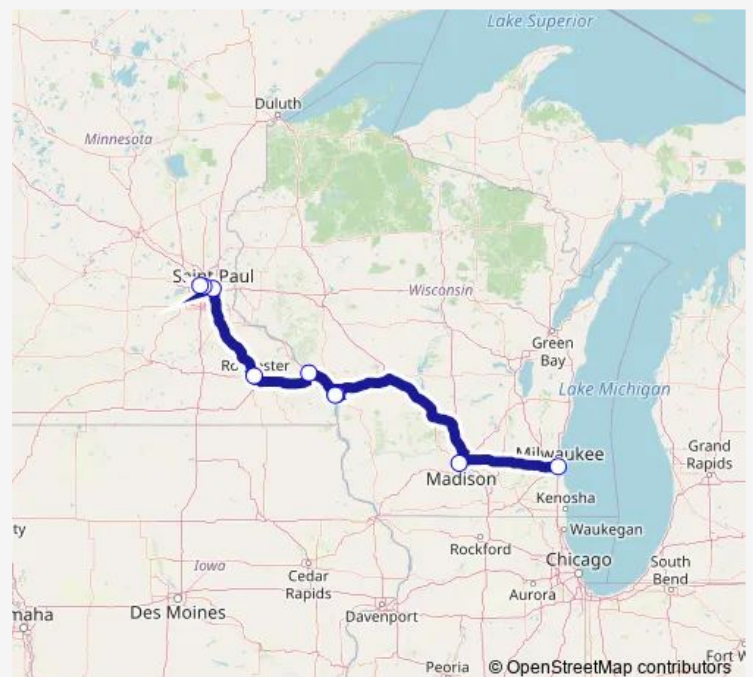 Lake Superior
Duluth
Minnesota
Saint Paul
Wisconsin
Green
Bay
Lake Michigan
Milwaukee
Grand
Rapids
Madison
Kenosha
Waukegan
Rockford
Chicago
South
Bend
Iowa
Cedar
Rapids
Aurora
Des Moines
Davenport
Peoria
© OpenStreetMap contributors